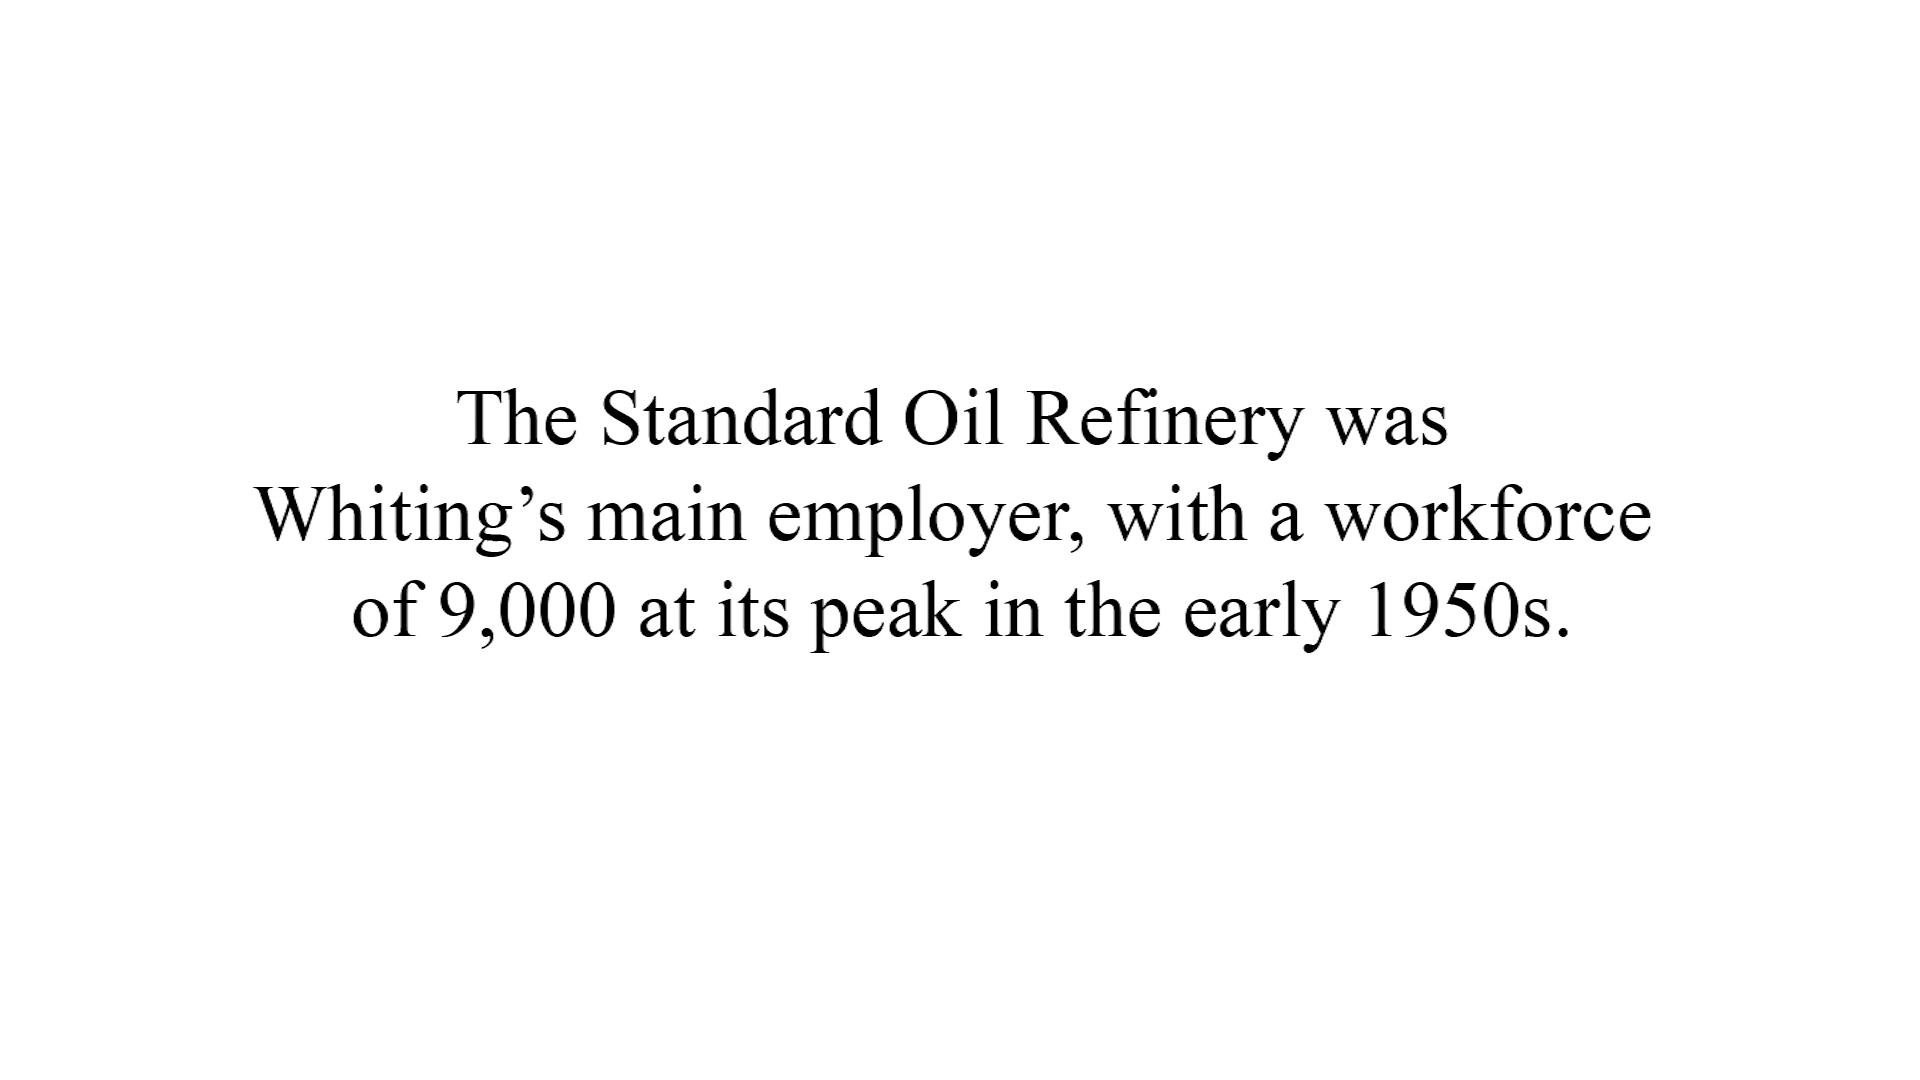 The Standard Oil Refinery was
Whiting’s main employer, with a workforce
of 9,000 at its peak in the early 1950s.